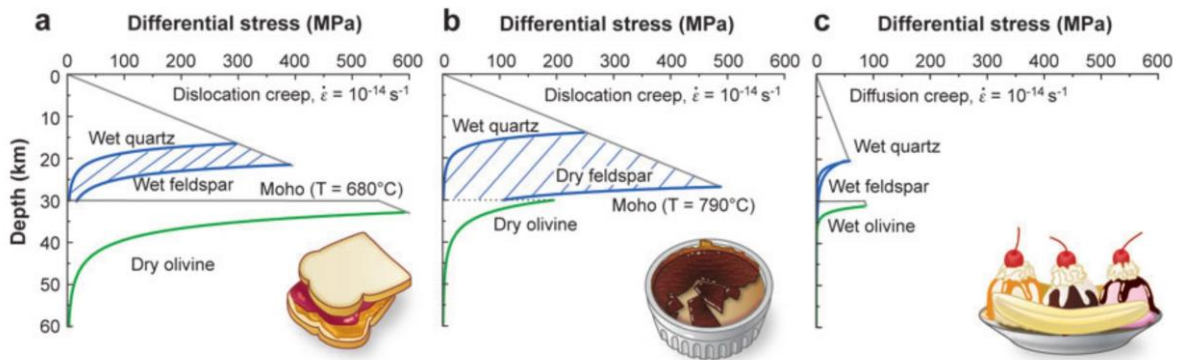 a
Differential stress (MPa)
0 100 200 300 400 500 600
Depth (km)
0
10
20
30
40
50
60
Dislocation creep, ε̇ = 10⁻¹⁴ s⁻¹
Wet quartz
Wet feldspar
Moho (T = 680°C)
Dry olivine
b
Differential stress (MPa)
0 100 200 300 400 500 600
Dislocation creep, ε̇ = 10⁻¹⁴ s⁻¹
Wet quartz
Dry feldspar
Moho (T = 790°C)
Dry olivine
c
Differential stress (MPa)
0 100 200 300 400 500 600
Diffusion creep, ε̇ = 10⁻¹⁴ s⁻¹
Wet quartz
Wet feldspar
Wet olivine